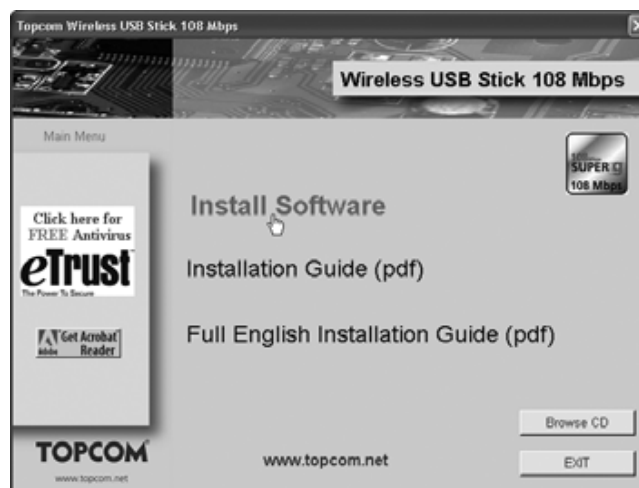 Topcom Wireless USB Stick 108 Mbps
Wireless USB Stick 108 Mbps
Main Menu
SUPER G
108 Mbps
Install Software
Click here for
FREE Antivirus
eTrust
The Power To Secure
Installation Guide (pdf)
Get Acrobat
Reader
Adobe
Full English Installation Guide (pdf)
Browse CD
TOPCOM
www.topcom.net
www.topcom.net
EXIT